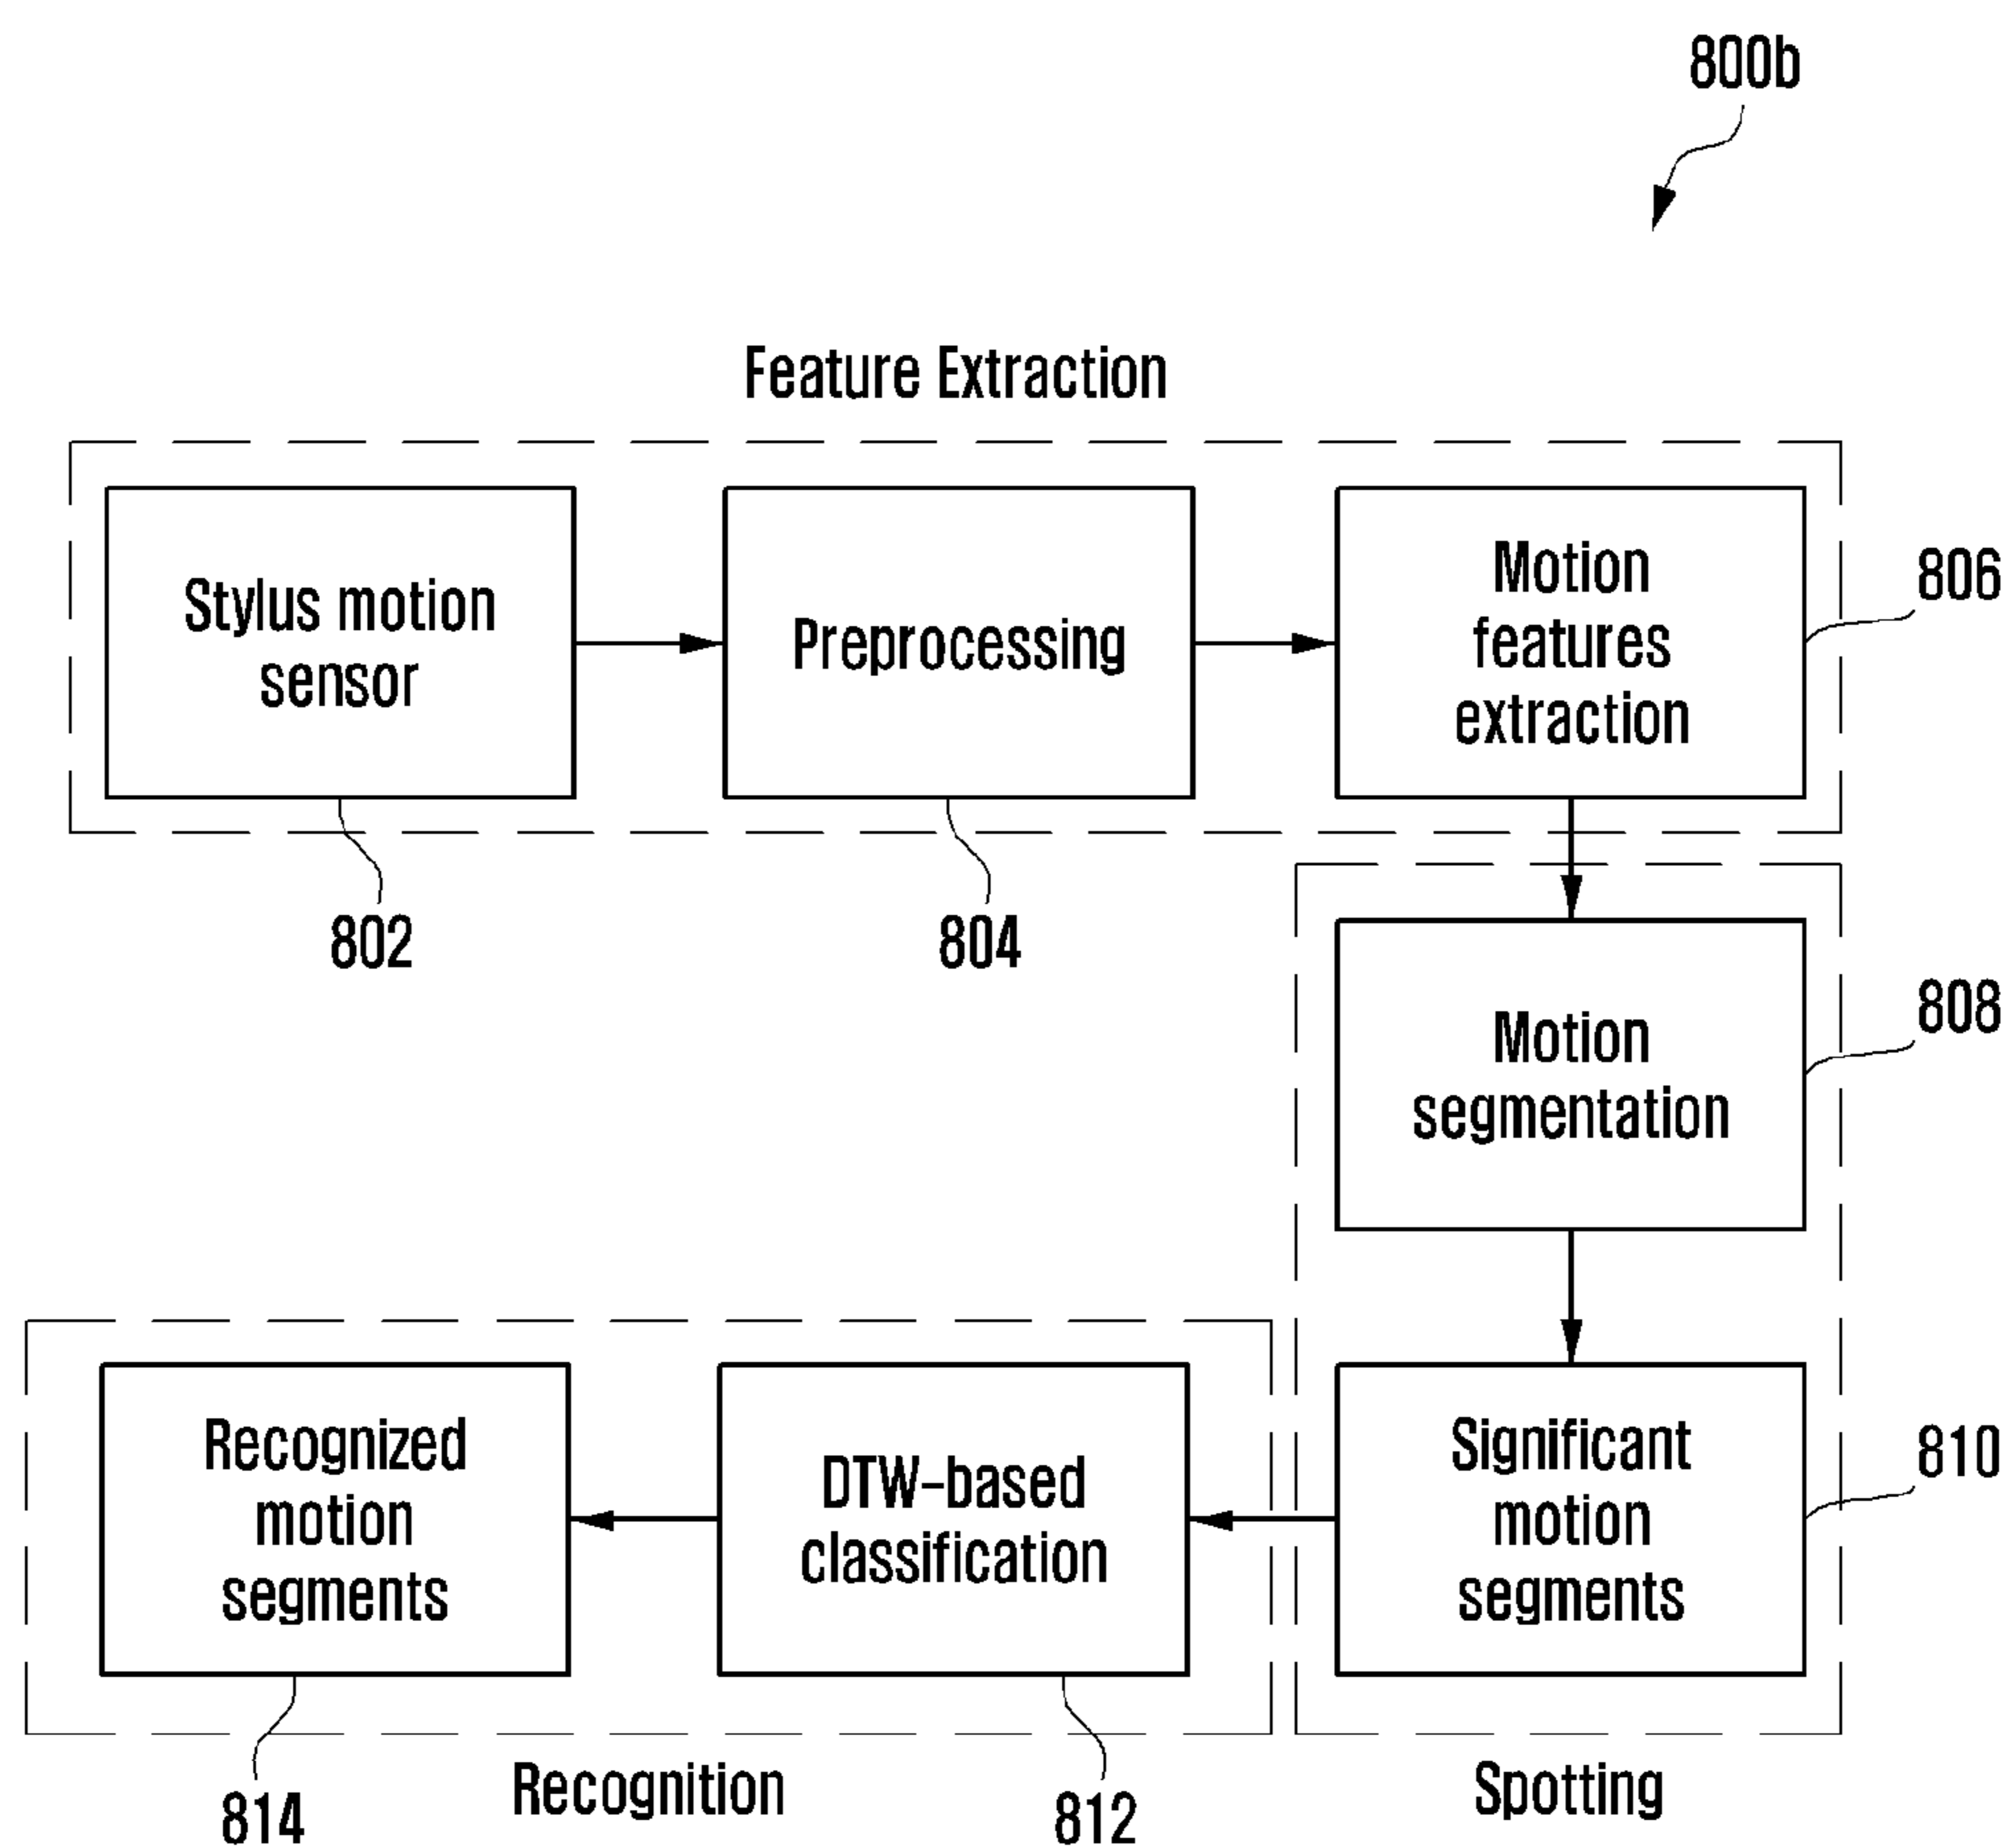 800b
Feature Extraction
Stylus motion
sensor
Preprocessing
Motion
features
extraction
806
802
804
Motion
segmentation
808
Significant
motion
segments
810
DTW-based
classification
Recognized
motion
segments
814
Recognition
812
Spotting